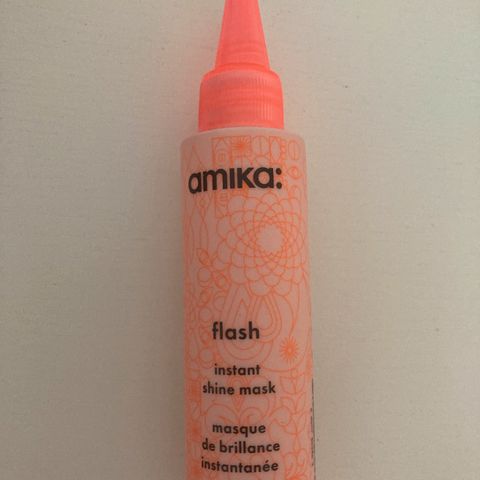 amika:
flash
instant
shine mask
masque
de brillance
instantanée